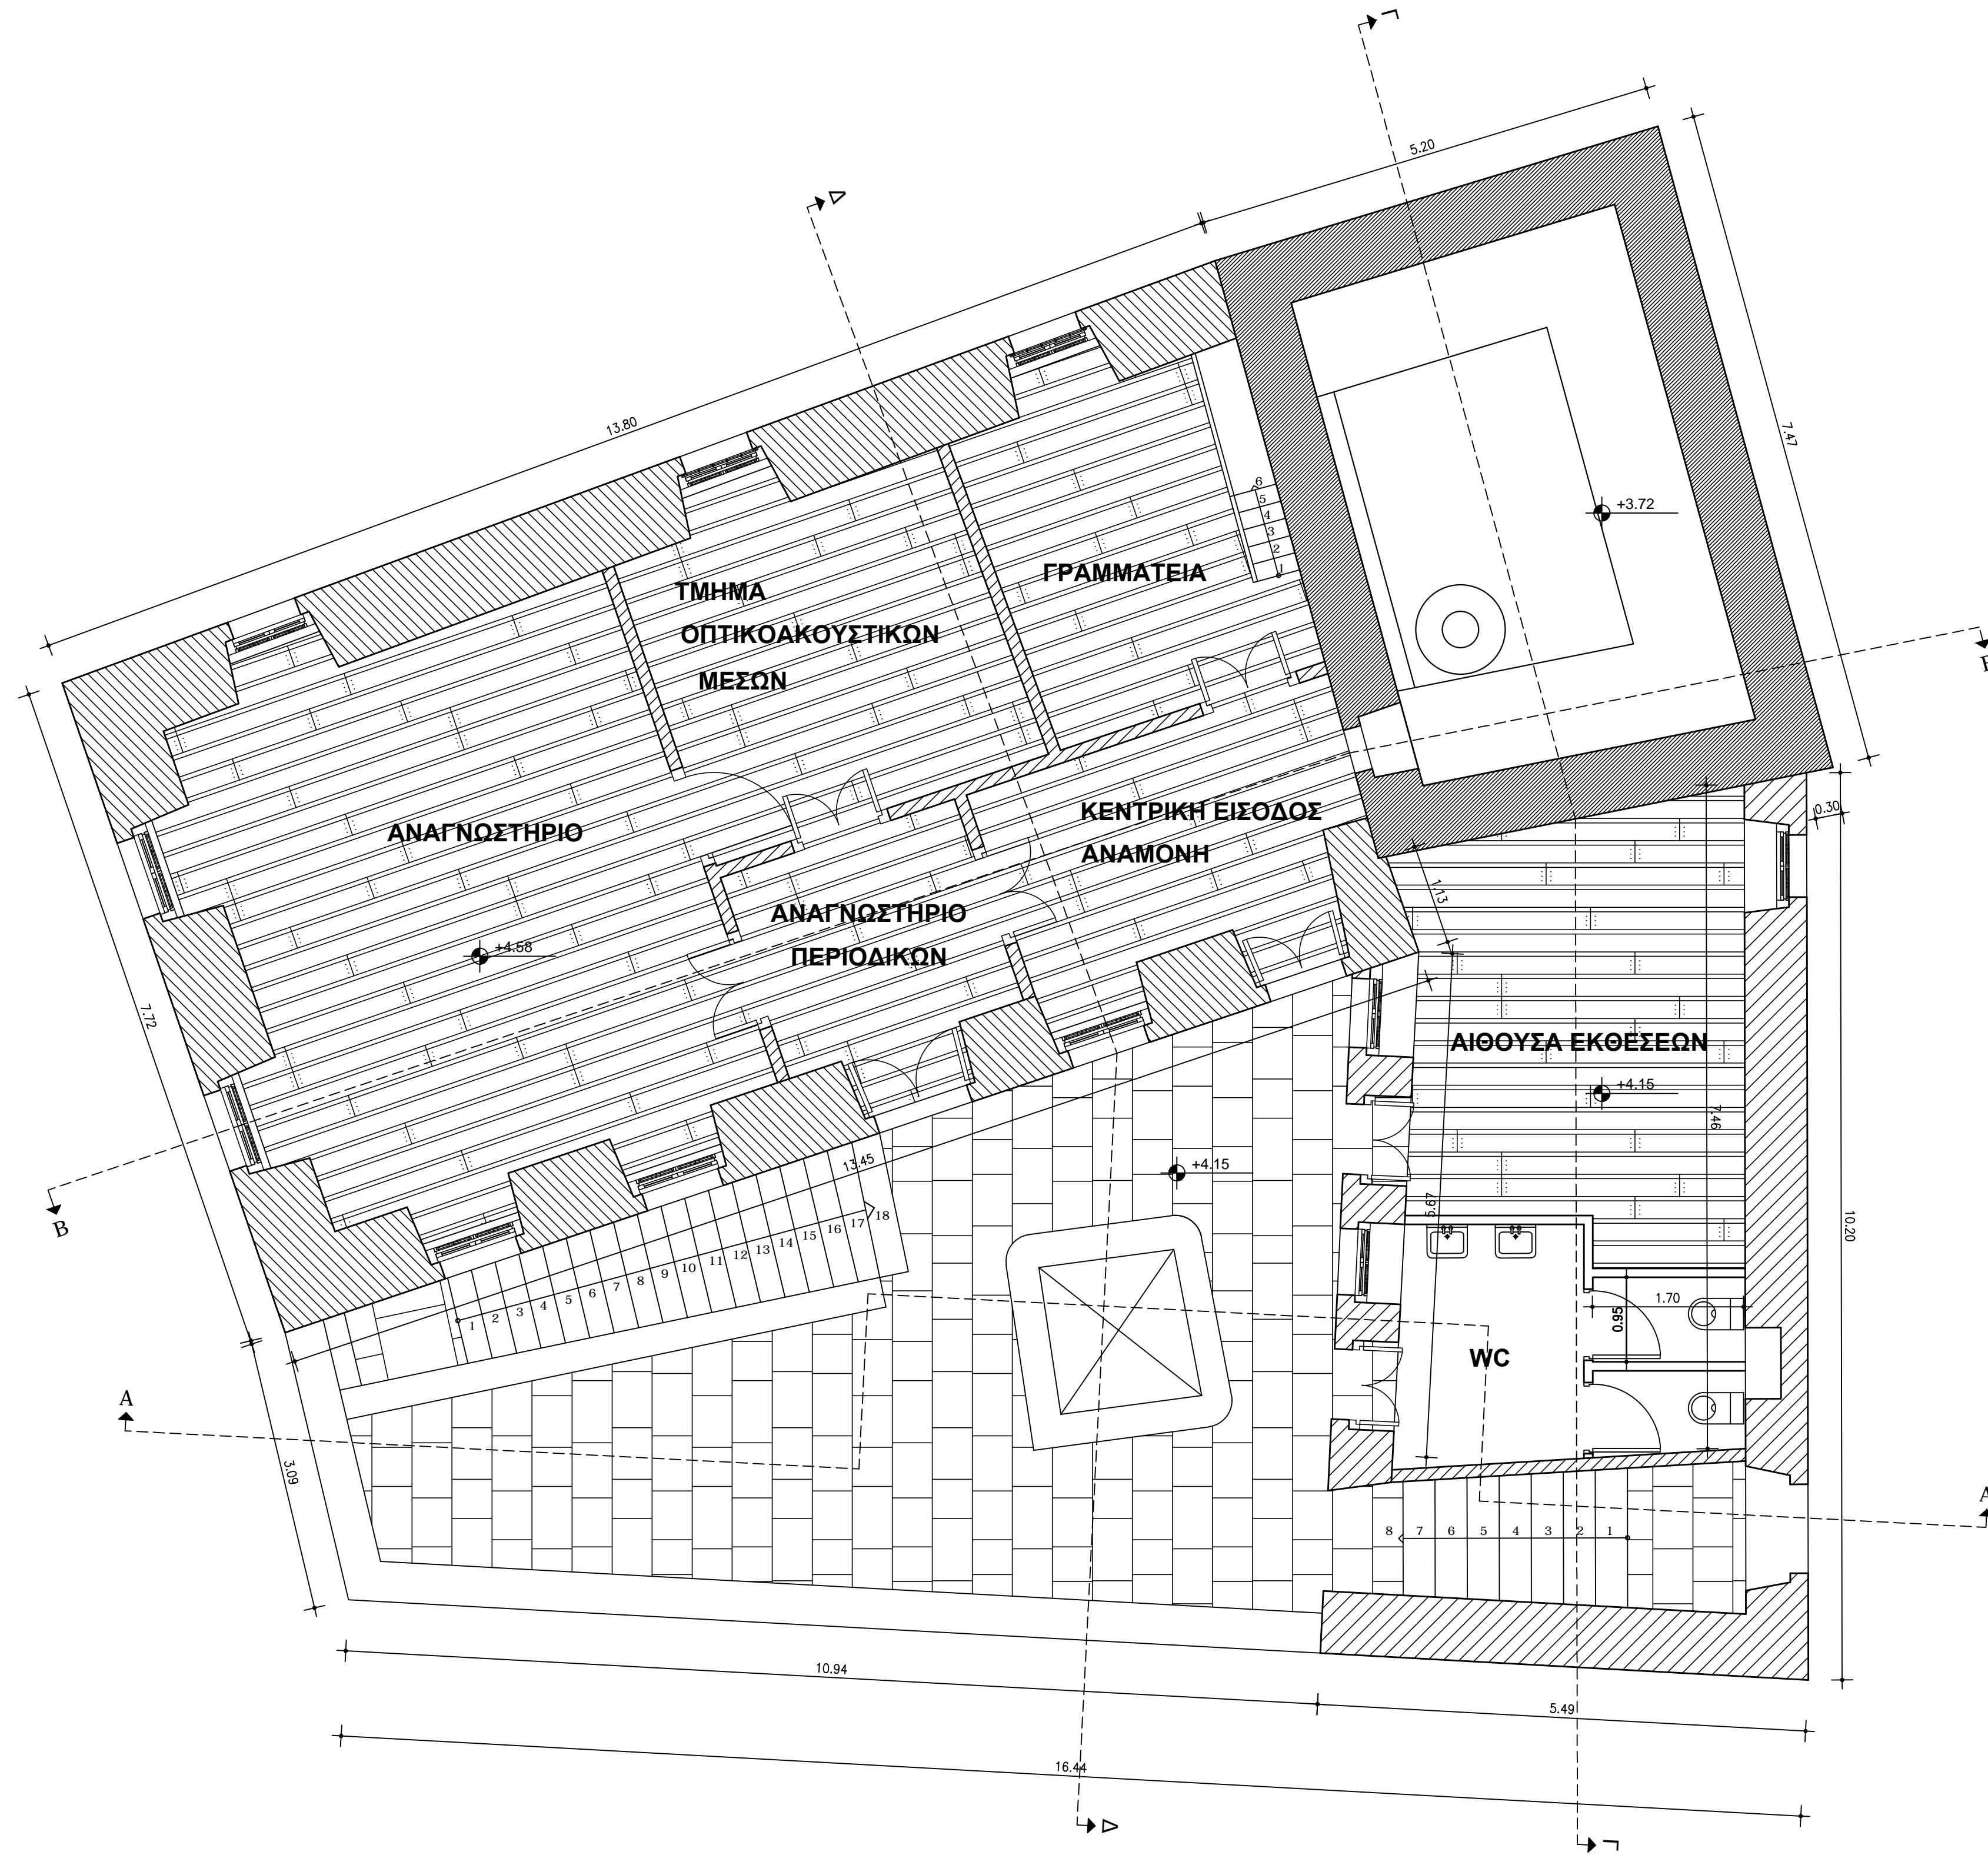 Γ
5.20
Δ
7.47
13.80
6
5
4
3
2
1
+3.72
ΓΡΑΜΜΑΤΕΙΑ
ΤΜΗΜΑ
ΟΠΤΙΚΟΑΚΟΥΣΤΙΚΩΝ
ΜΕΣΩΝ
B
0.30
ΚΕΝΤΡΙΚΗ ΕΙΣΟΔΟΣ
ΑΝΑΜΟΝΗ
ΑΝΑΓΝΩΣΤΗΡΙΟ
1.13
ΑΝΑΓΝΩΣΤΗΡΙΟ
ΠΕΡΙΟΔΙΚΩΝ
+4.58
7.72
ΑΙΘΟΥΣΑ ΕΚΘΕΣΕΩΝ
+4.15
7.46
13.45
+4.15
5.67
10.20
B
1 2 3 4 5 6 7 8 9 10 11 12 13 14 15 16 17 18
1.70
0.95
WC
A
3.09
A
8 7 6 5 4 3 2 1
10.94
5.49
16.44
Δ
Γ